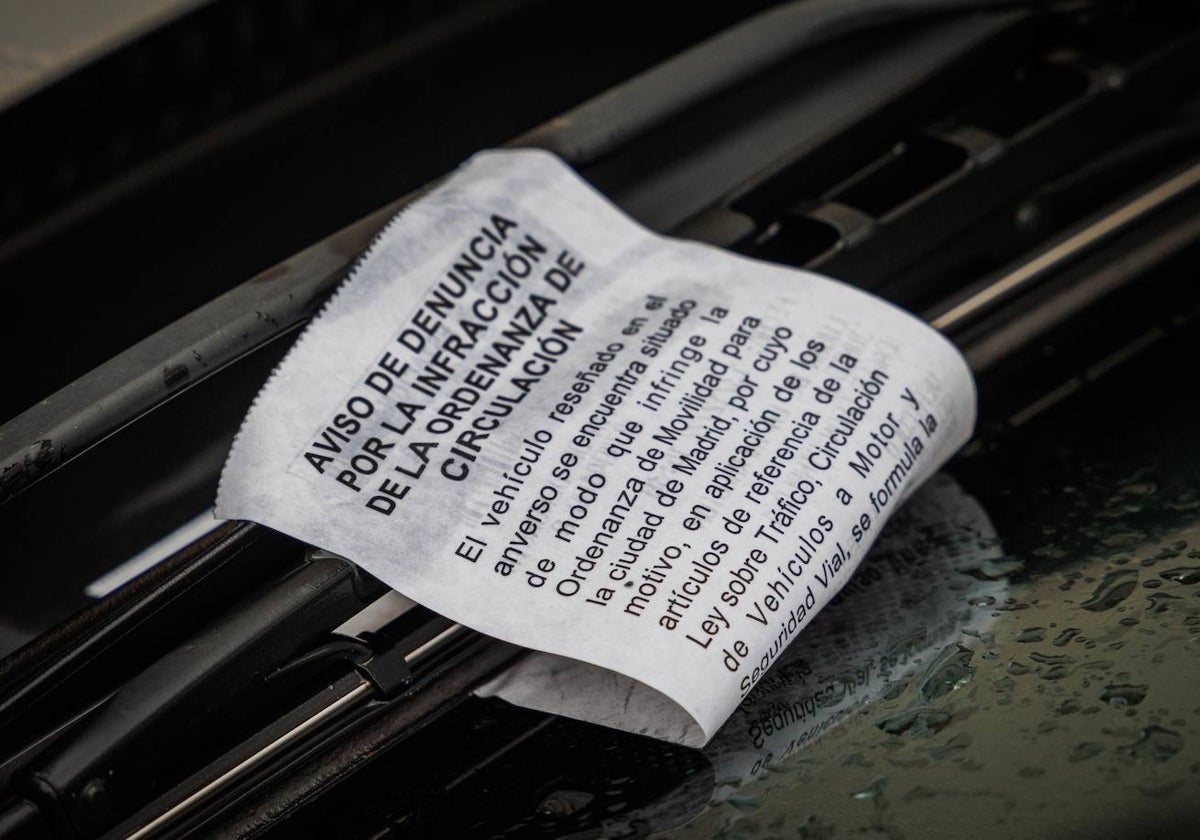 AVISO DE DENUNCIA
POR LA INFRACCIÓN
DE LA ORDENANZA DE
CIRCULACIÓN
El vehículo reseñado en el
anverso se encuentra situado
de modo que infringe la
Ordenanza de Movilidad para
la ciudad de Madrid, por cuyo
motivo, en aplicación de los
artículos de referencia de la
Ley sobre Tráfico, Circulación
de Vehículos a Motor y
Seguridad Vial, se formula la